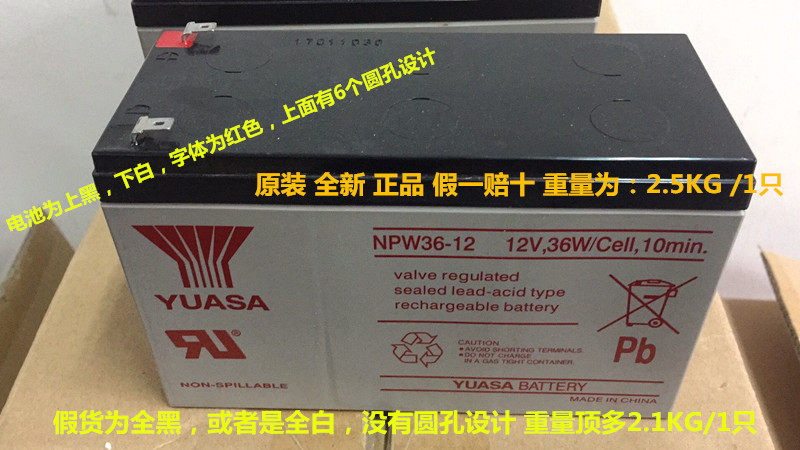 17011030
电池为上黑，下白，字体为红色，上面有6个圆孔设计
原装 全新 正品 假一赔十 重量为：2.5KG /1只
NPW36-12 12V,36W/Cell,10min.
valve regulated
sealed lead-acid type
rechargeable battery
YUASA
Pb
CAUTION
AVOID SHORTING TERMINALS.
DO NOT CHARGE
IN A GAS TIGHT CONTAINER.
NON-SPILLABLE
YUASA BATTERY
MADE IN CHINA
假货为全黑，或者是全白，没有圆孔设计 重量顶多2.1KG/1只